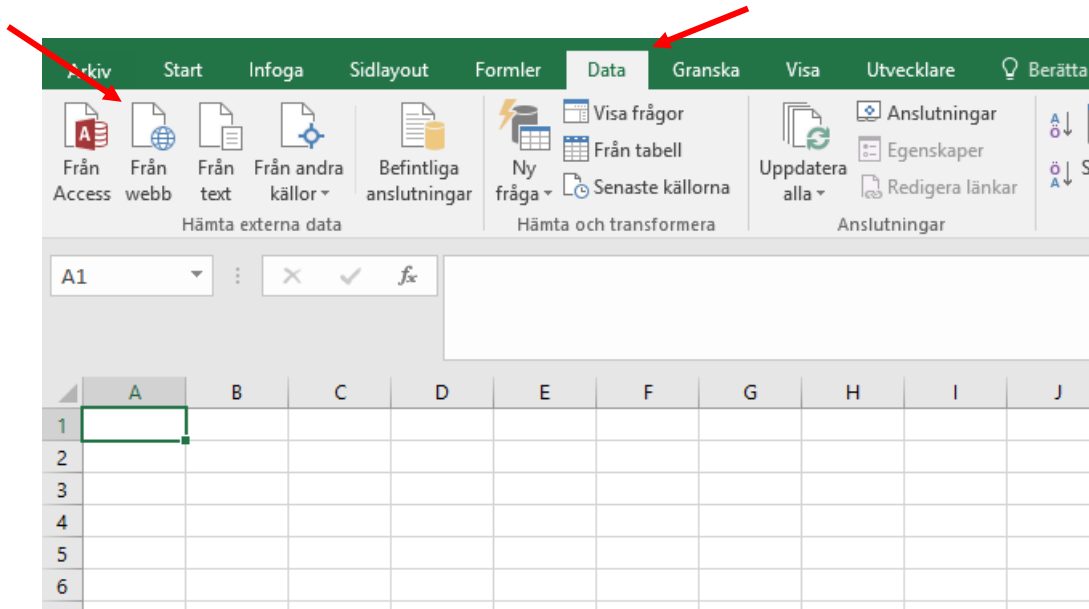 Arkiv Start Infoga Sidlayout Formler Data Granska Visa Utvecklare Berätta
Från Access
Från webb
Från text
Från andra källor
Befintliga anslutningar
Hämta externa data
Ny fråga
Visa frågor
Från tabell
Senaste källorna
Hämta och transformera
Uppdatera alla
Anslutningar
Egenskaper
Redigera länkar
Anslutningar
A Ö
Ö A
S
A1 fx
A B C D E F G H I J
1
2
3
4
5
6